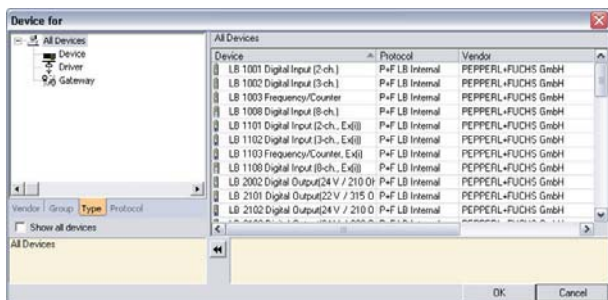 Device for
All Devices
Device
Driver
Gateway
Vendor Group Type Protocol
Show all devices
All Devices
All Devices
Device Protocol Vendor
LB 1001 Digital Input (2-ch.) P+F LB Internal PEPPERL+FUCHS GmbH
LB 1002 Digital Input (3-ch.) P+F LB Internal PEPPERL+FUCHS GmbH
LB 1003 Frequency/Counter P+F LB Internal PEPPERL+FUCHS GmbH
LB 1008 Digital Input (8-ch.) P+F LB Internal PEPPERL+FUCHS GmbH
LB 1101 Digital Input (2-ch., Ex(i)) P+F LB Internal PEPPERL+FUCHS GmbH
LB 1102 Digital Input (3-ch., Ex(i)) P+F LB Internal PEPPERL+FUCHS GmbH
LB 1103 Frequency/Counter, Ex(i) P+F LB Internal PEPPERL+FUCHS GmbH
LB 1108 Digital Input (8-ch., Ex(i)) P+F LB Internal PEPPERL+FUCHS GmbH
LB 2002 Digital Output(24 V / 210 Oh P+F LB Internal PEPPERL+FUCHS GmbH
LB 2101 Digital Output(22 V / 315 O P+F LB Internal PEPPERL+FUCHS GmbH
LB 2102 Digital Output(24 V / 210 O P+F LB Internal PEPPERL+FUCHS GmbH
OK Cancel